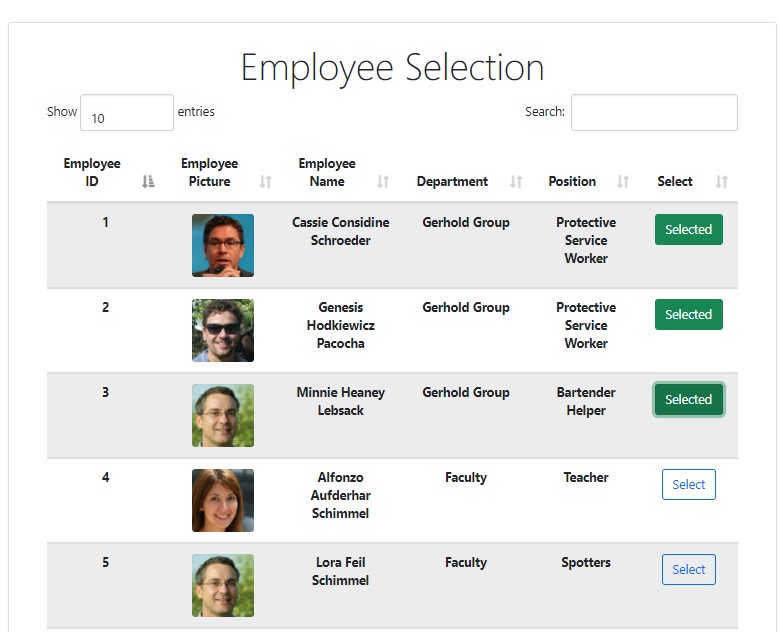 Employee Selection
Show 10 entries
Search:
Employee ID
Employee Picture
Employee Name
Department
Position
Select
1
Cassie Considine
Schroeder
Gerhold Group
Protective
Service
Worker
Selected
2
Genesis
Hodkiewicz
Pacocha
Gerhold Group
Protective
Service
Worker
Selected
3
Minnie Heaney
Lebsack
Gerhold Group
Bartender
Helper
Selected
4
Alfonzo
Aufderhar
Schimmel
Faculty
Teacher
Select
5
Lora Feil
Schimmel
Faculty
Spotters
Select